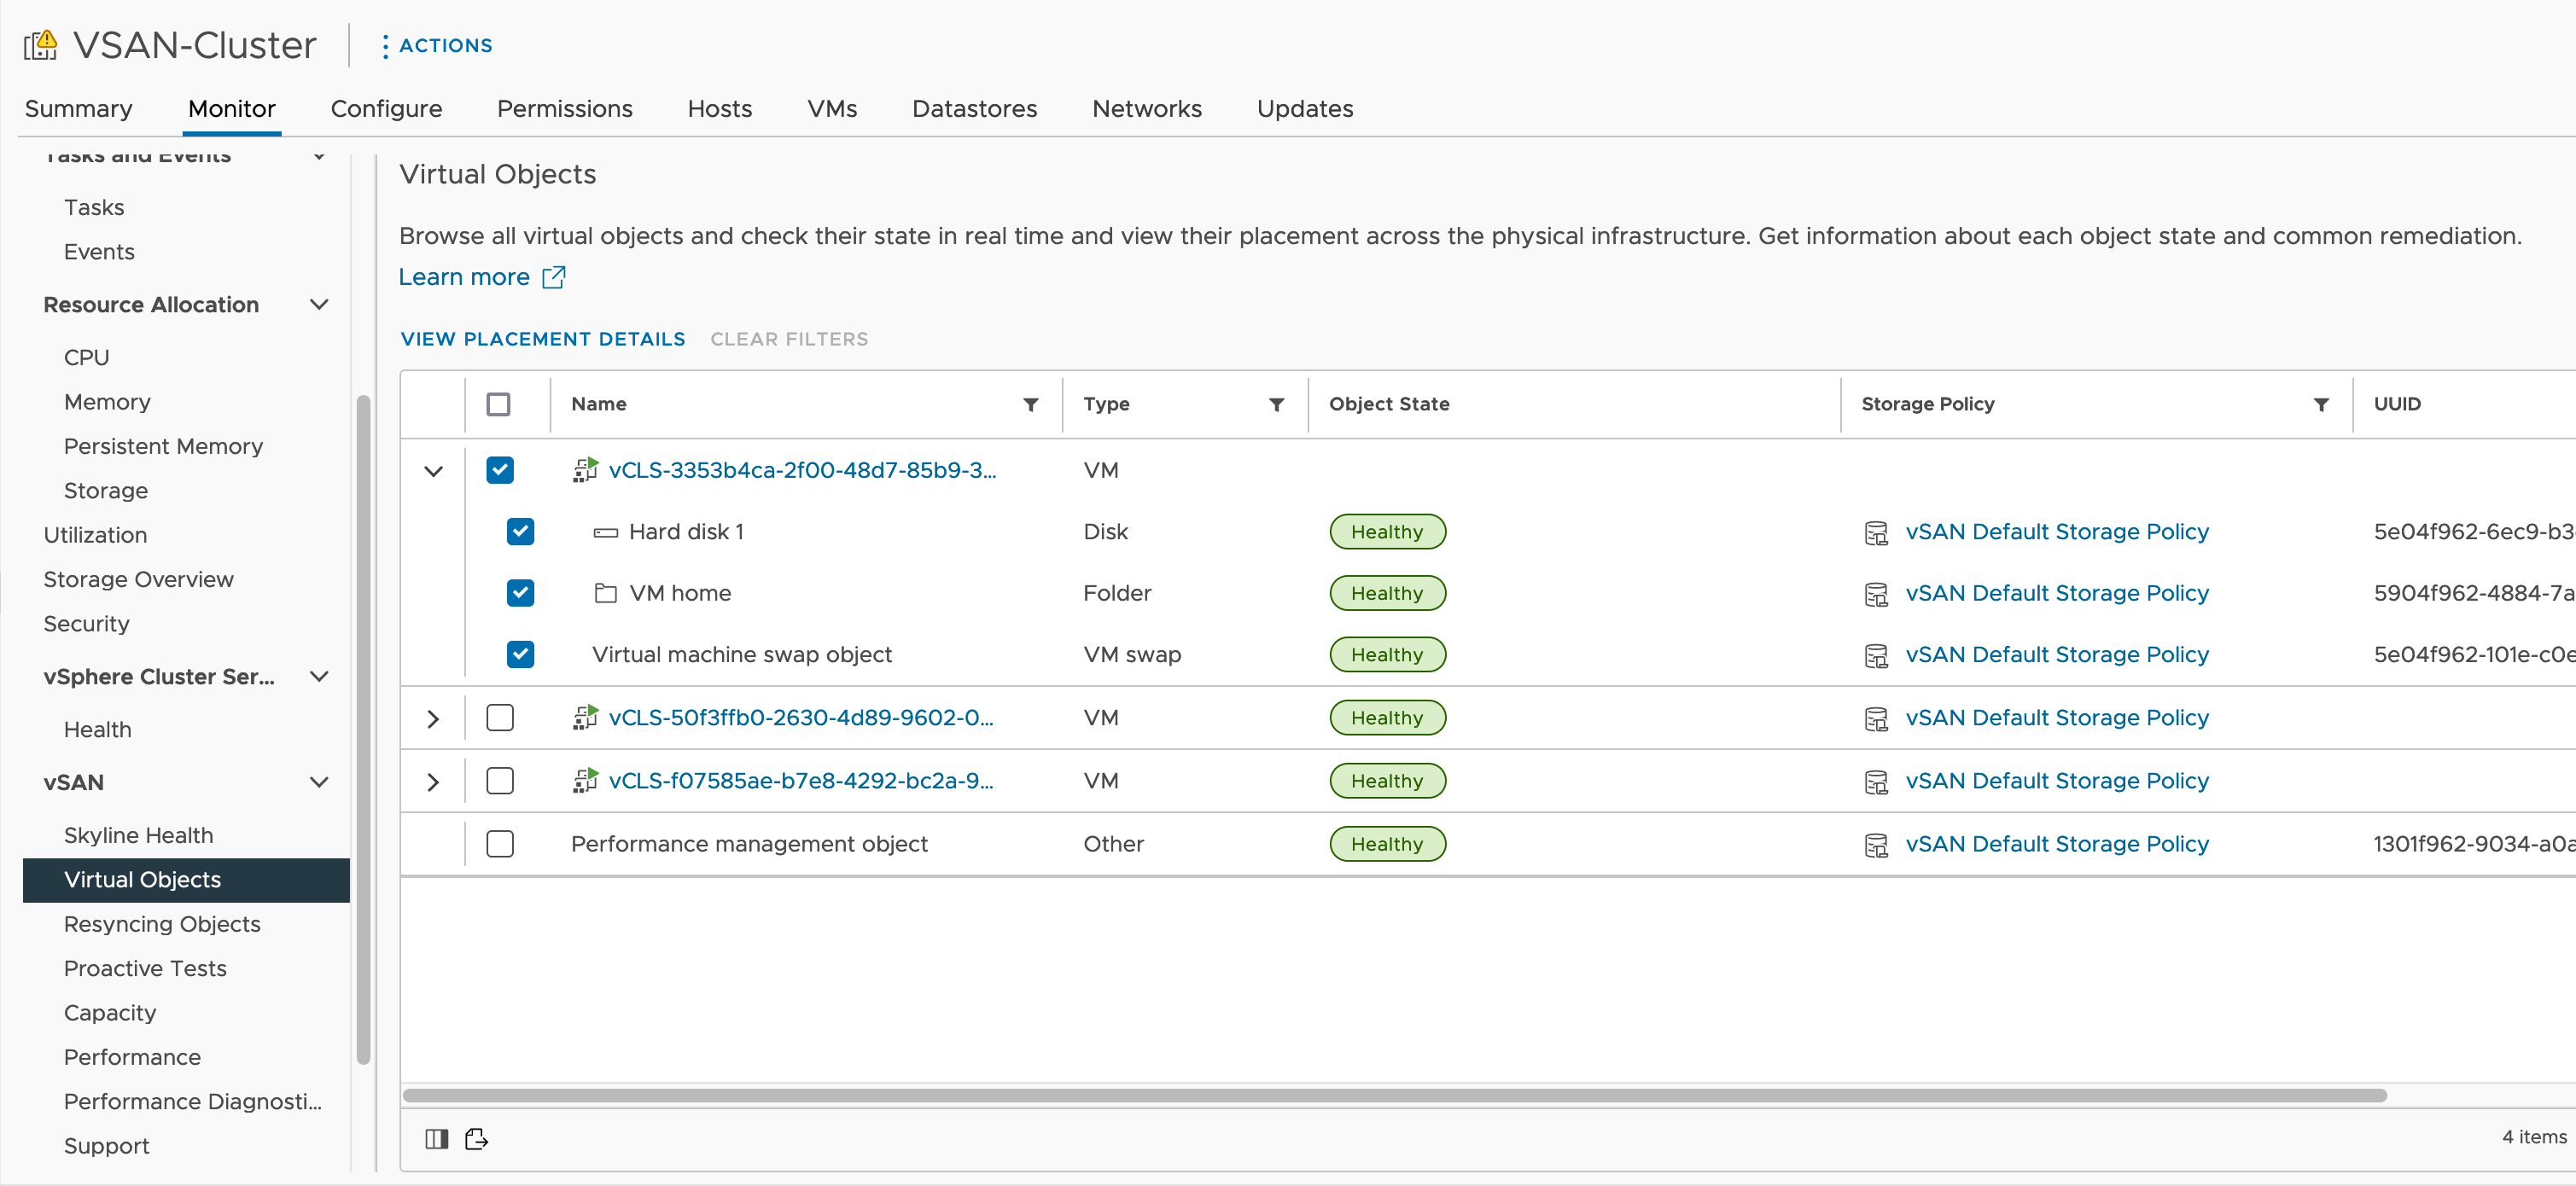 VSAN-Cluster ACTIONS
Summary Monitor Configure Permissions Hosts VMs Datastores Networks Updates
Tasks and Events
Tasks
Events
Resource Allocation
CPU
Memory
Persistent Memory
Storage
Utilization
Storage Overview
Security
vSphere Cluster Ser...
Health
vSAN
Skyline Health
Virtual Objects
Resyncing Objects
Proactive Tests
Capacity
Performance
Performance Diagnosti...
Support
Virtual Objects
Browse all virtual objects and check their state in real time and view their placement across the physical infrastructure. Get information about each object state and common remediation.
Learn more
VIEW PLACEMENT DETAILS CLEAR FILTERS
Name Type Object State Storage Policy UUID
vCLS-3353b4ca-2f00-48d7-85b9-3... VM
Hard disk 1 Disk Healthy vSAN Default Storage Policy 5e04f962-6ec9-b3
VM home Folder Healthy vSAN Default Storage Policy 5904f962-4884-7a
Virtual machine swap object VM swap Healthy vSAN Default Storage Policy 5e04f962-101e-c0e
vCLS-50f3ffb0-2630-4d89-9602-0... VM Healthy vSAN Default Storage Policy
vCLS-f07585ae-b7e8-4292-bc2a-9... VM Healthy vSAN Default Storage Policy
Performance management object Other Healthy vSAN Default Storage Policy 1301f962-9034-a0a
4 items